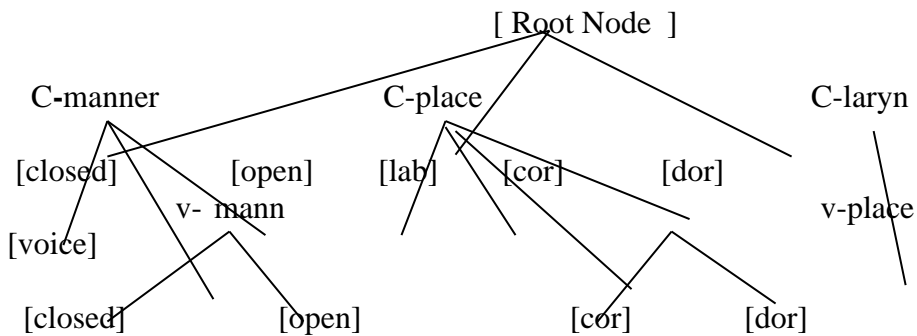 [ Root Node ]
C-manner C-place C-laryn
[closed] [open] [lab] [cor] [dor]
v- mann v-place
[voice]
[closed] [open] [cor] [dor]